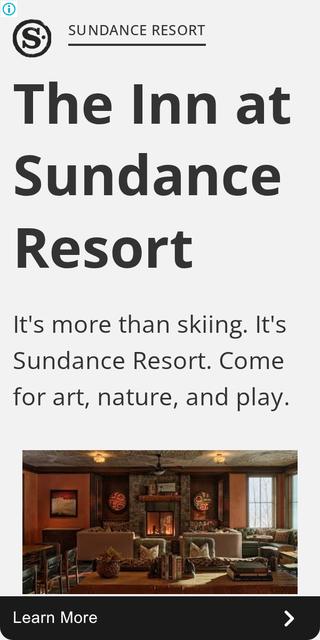 S
SUNDANCE RESORT
The Inn at
Sundance
Resort
It's more than skiing. It's
Sundance Resort. Come
for art, nature, and play.
Learn More